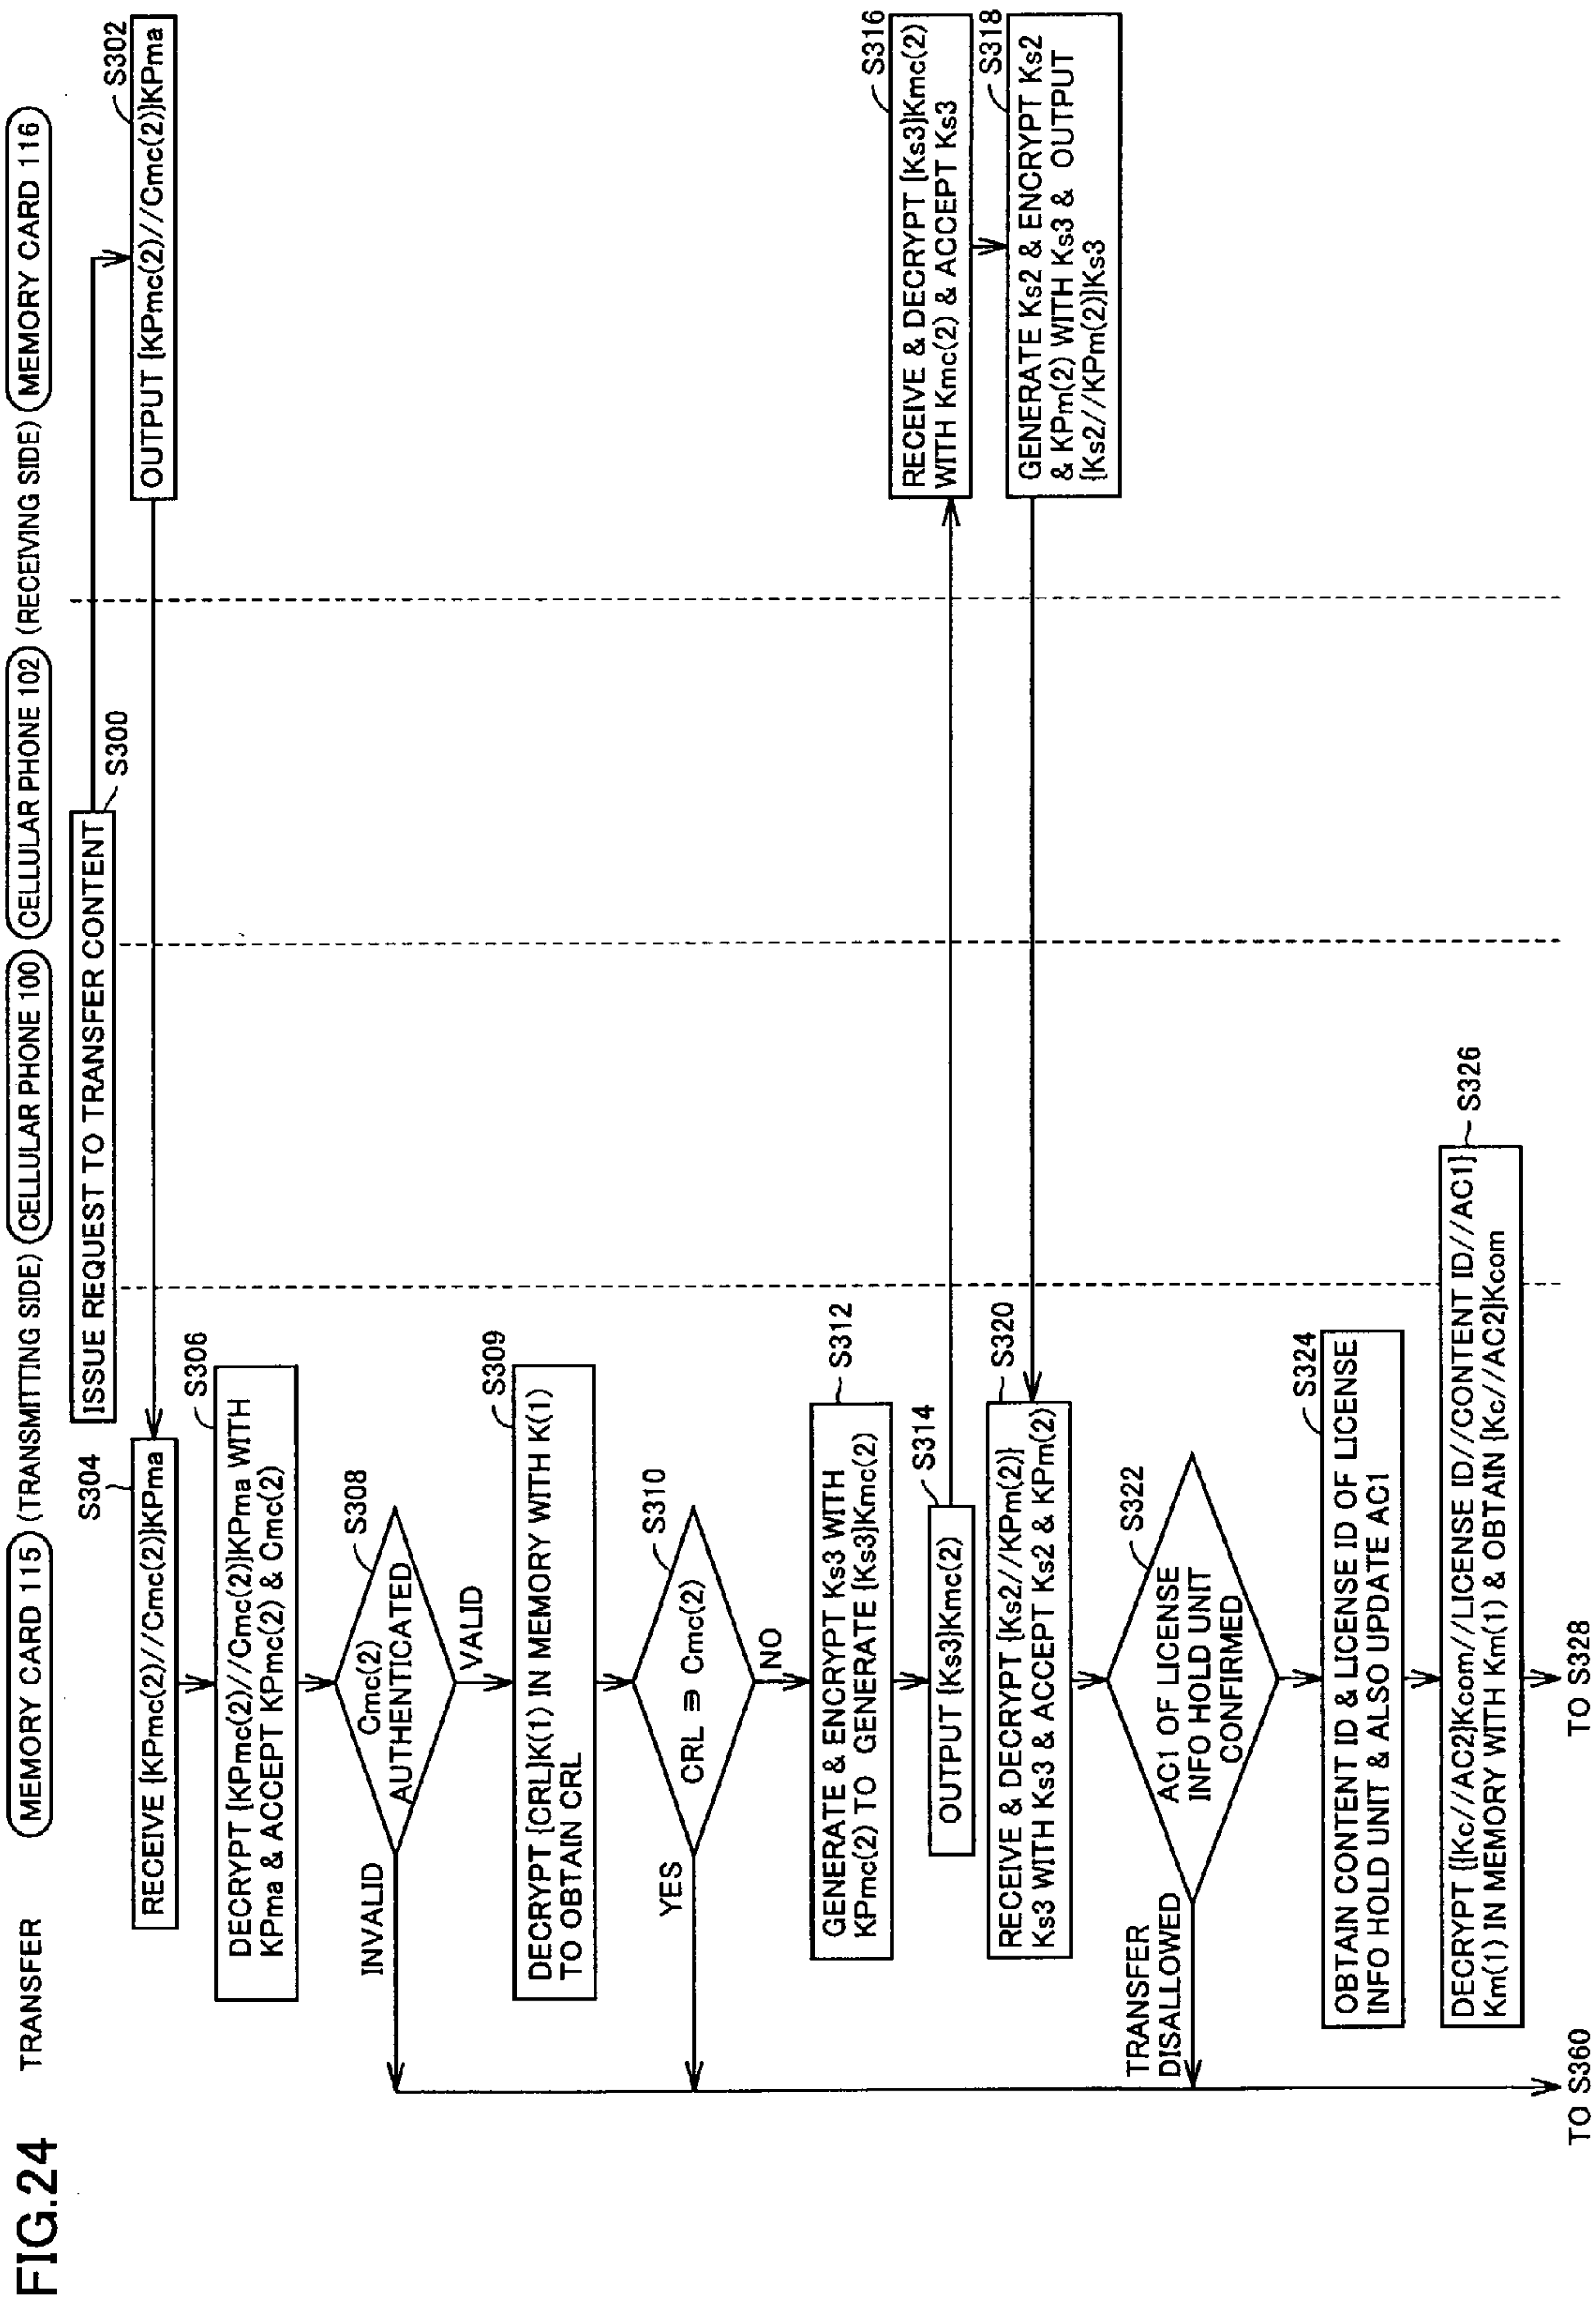 FIG.24
TRANSFER
MEMORY CARD 115 (TRANSMITTING SIDE) CELLULAR PHONE 100 CELLULAR PHONE 102 (RECEIVING SIDE) MEMORY CARD 116
ISSUE REQUEST TO TRANSFER CONTENT
S300
S302
OUTPUT {KPmc(2)//Cmc(2)}KPma
S304
RECEIVE {KPmc(2)//Cmc(2)}KPma
S306
DECRYPT {KPmc(2)//Cmc(2)}KPma WITH
KPma & ACCEPT KPmc(2) & Cmc(2)
S308
Cmc(2)
AUTHENTICATED
INVALID
VALID
S309
DECRYPT {CRL}K(1) IN MEMORY WITH K(1)
TO OBTAIN CRL
S310
CRL ∋ Cmc(2)
YES
NO
S312
GENERATE & ENCRYPT Ks3 WITH
KPmc(2) TO GENERATE {Ks3}Kmc(2)
S314
OUTPUT {Ks3}Kmc(2)
S316
RECEIVE & DECRYPT {Ks3}Kmc(2)
WITH Kmc(2) & ACCEPT Ks3
S318
GENERATE Ks2 & ENCRYPT Ks2
& KPm(2) WITH Ks3 & OUTPUT
{Ks2//KPm(2)}Ks3
S320
RECEIVE & DECRYPT {Ks2//KPm(2)}
Ks3 WITH Ks3 & ACCEPT Ks2 & KPm(2)
S322
AC1 OF LICENSE
INFO HOLD UNIT
CONFIRMED
TRANSFER
DISALLOWED
S324
OBTAIN CONTENT ID & LICENSE ID OF LICENSE
INFO HOLD UNIT & ALSO UPDATE AC1
S326
DECRYPT {{Kc//AC2}Kcom//LICENSE ID//CONTENT ID//AC1}
Km(1) IN MEMORY WITH Km(1) & OBTAIN {Kc//AC2}Kcom
TO S360
TO S328